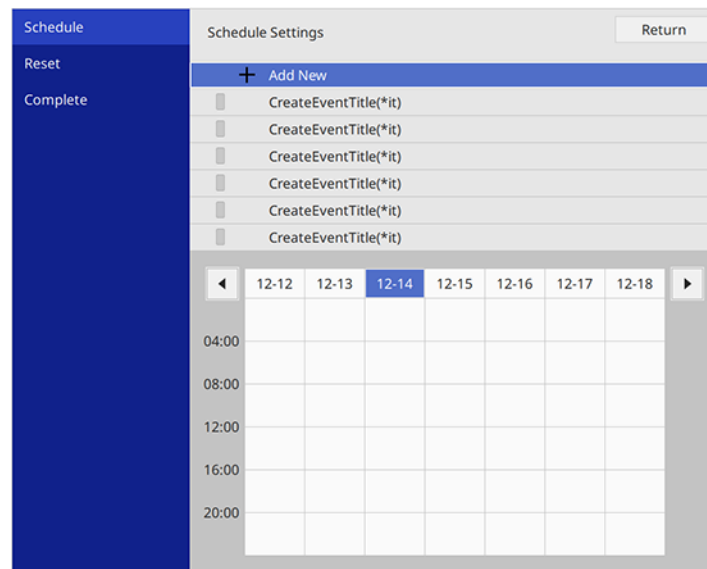 Schedule
Reset
Complete
Schedule Settings
Return
+ Add New
CreateEventTitle(*it)
CreateEventTitle(*it)
CreateEventTitle(*it)
CreateEventTitle(*it)
CreateEventTitle(*it)
CreateEventTitle(*it)
12-12 12-13 12-14 12-15 12-16 12-17 12-18
04:00
08:00
12:00
16:00
20:00